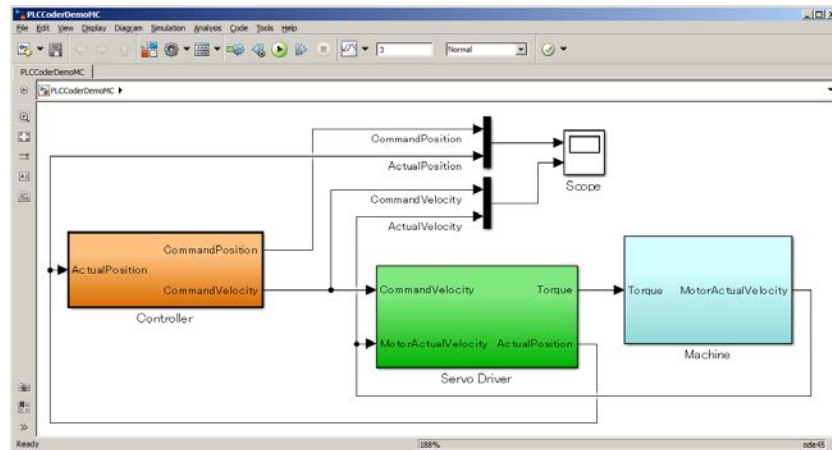 PLCCoderDemoMC
File Edit View Display Diagram Simulation Analysis Code Tools Help
3 Normal
PLCCoderDemoMC
PLCCoderDemoMC
CommandPosition
ActualPosition
Scope
CommandVelocity
ActualVelocity
CommandPosition
ActualPosition
CommandVelocity
Controller
CommandVelocity Torque
MotorActualVelocity ActualPosition
Servo Driver
Torque MotorActualVelocity
Machine
Ready 188% ode45